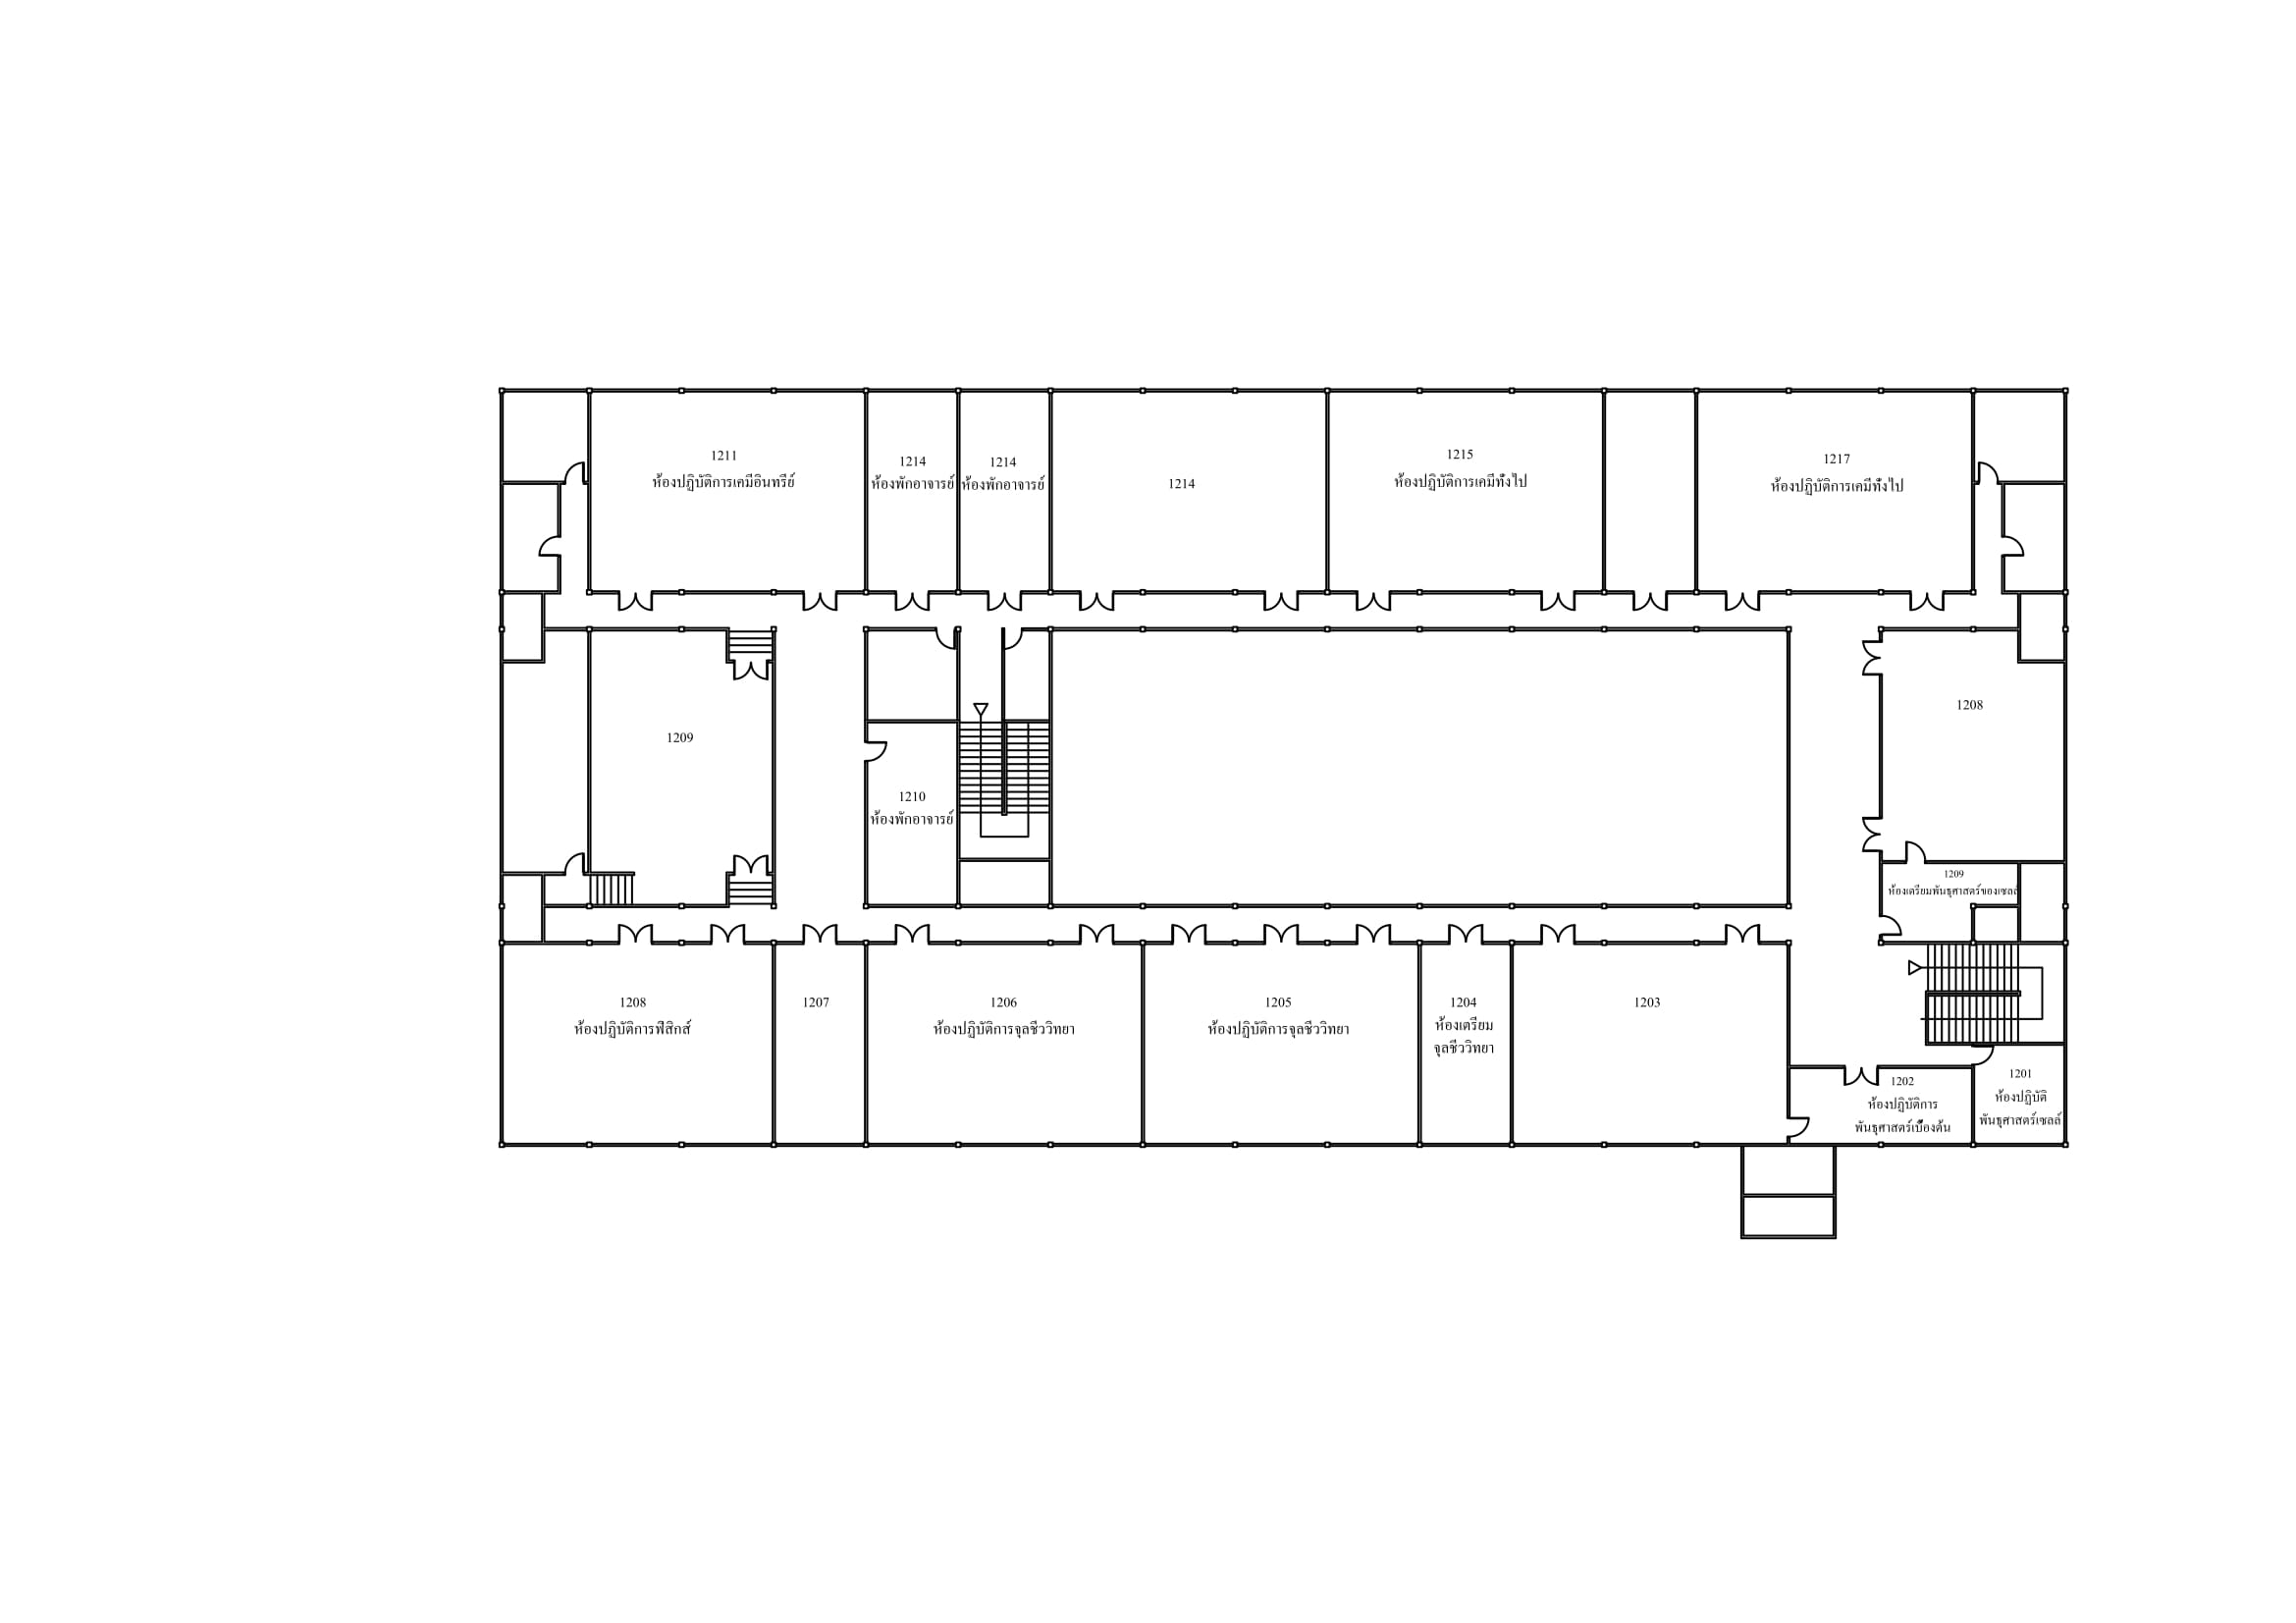 1211
ห้องปฏิบัติการเคมีอินทรีย์
1214
ห้องพักอาจารย์
1214
ห้องพักอาจารย์
1214
1215
ห้องปฏิบัติการเคมีทั่งไป
1217
ห้องปฏิบัติการเคมีทั่งไป
1209
1210
ห้องพักอาจารย์
1208
1209
ห้องเตรียมพันธุศาสตร์ของเซลล์
1208
ห้องปฏิบัติการฟิสิกส์
1207
1206
ห้องปฏิบัติการจุลชีววิทยา
1205
ห้องปฏิบัติการจุลชีววิทยา
1204
ห้องเตรียม
จุลชีววิทยา
1203
1202
ห้องปฏิบัติการ
พันธุศาสตร์เบื้องต้น
1201
ห้องปฏิบัติ
พันธุศาสตร์เซลล์